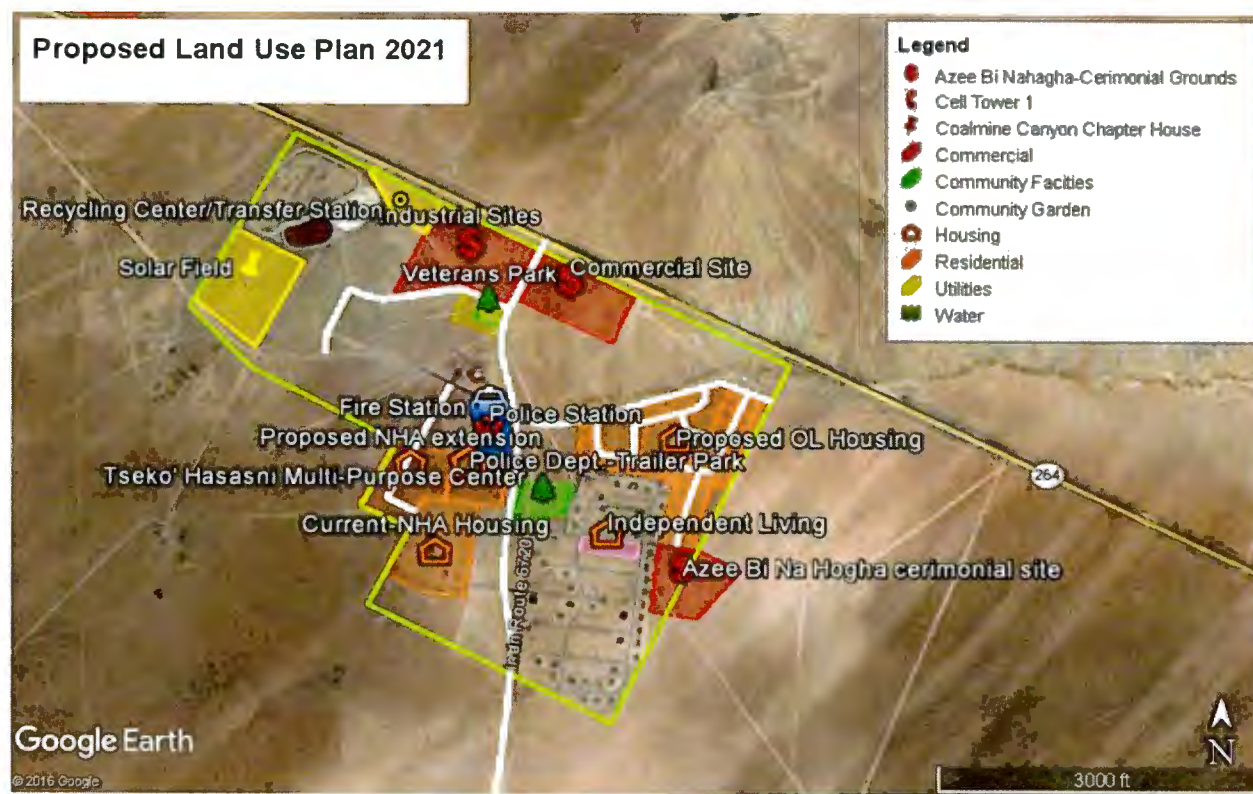 Proposed Land Use Plan 2021
Legend
Azee Bi Nahagha-Cerimonial Grounds
Cell Tower 1
Coalmine Canyon Chapter House
Commercial
Community Facities
Community Garden
Housing
Residential
Utilities
Water
Recycling Center/Transfer Station
Industrial Sites
Solar Field
Veterans Park
Commercial Site
Fire Station
Police Station
Proposed NHA extension
Proposed OL Housing
Police Dept.-Trailer Park
Tseko' Hasasni Multi-Purpose Center
264
Current-NHA Housing
Independent Living
Azee Bi Na Hogha cerimonial site
Route 6720
Google Earth
© 2016 Google
N
3000 ft